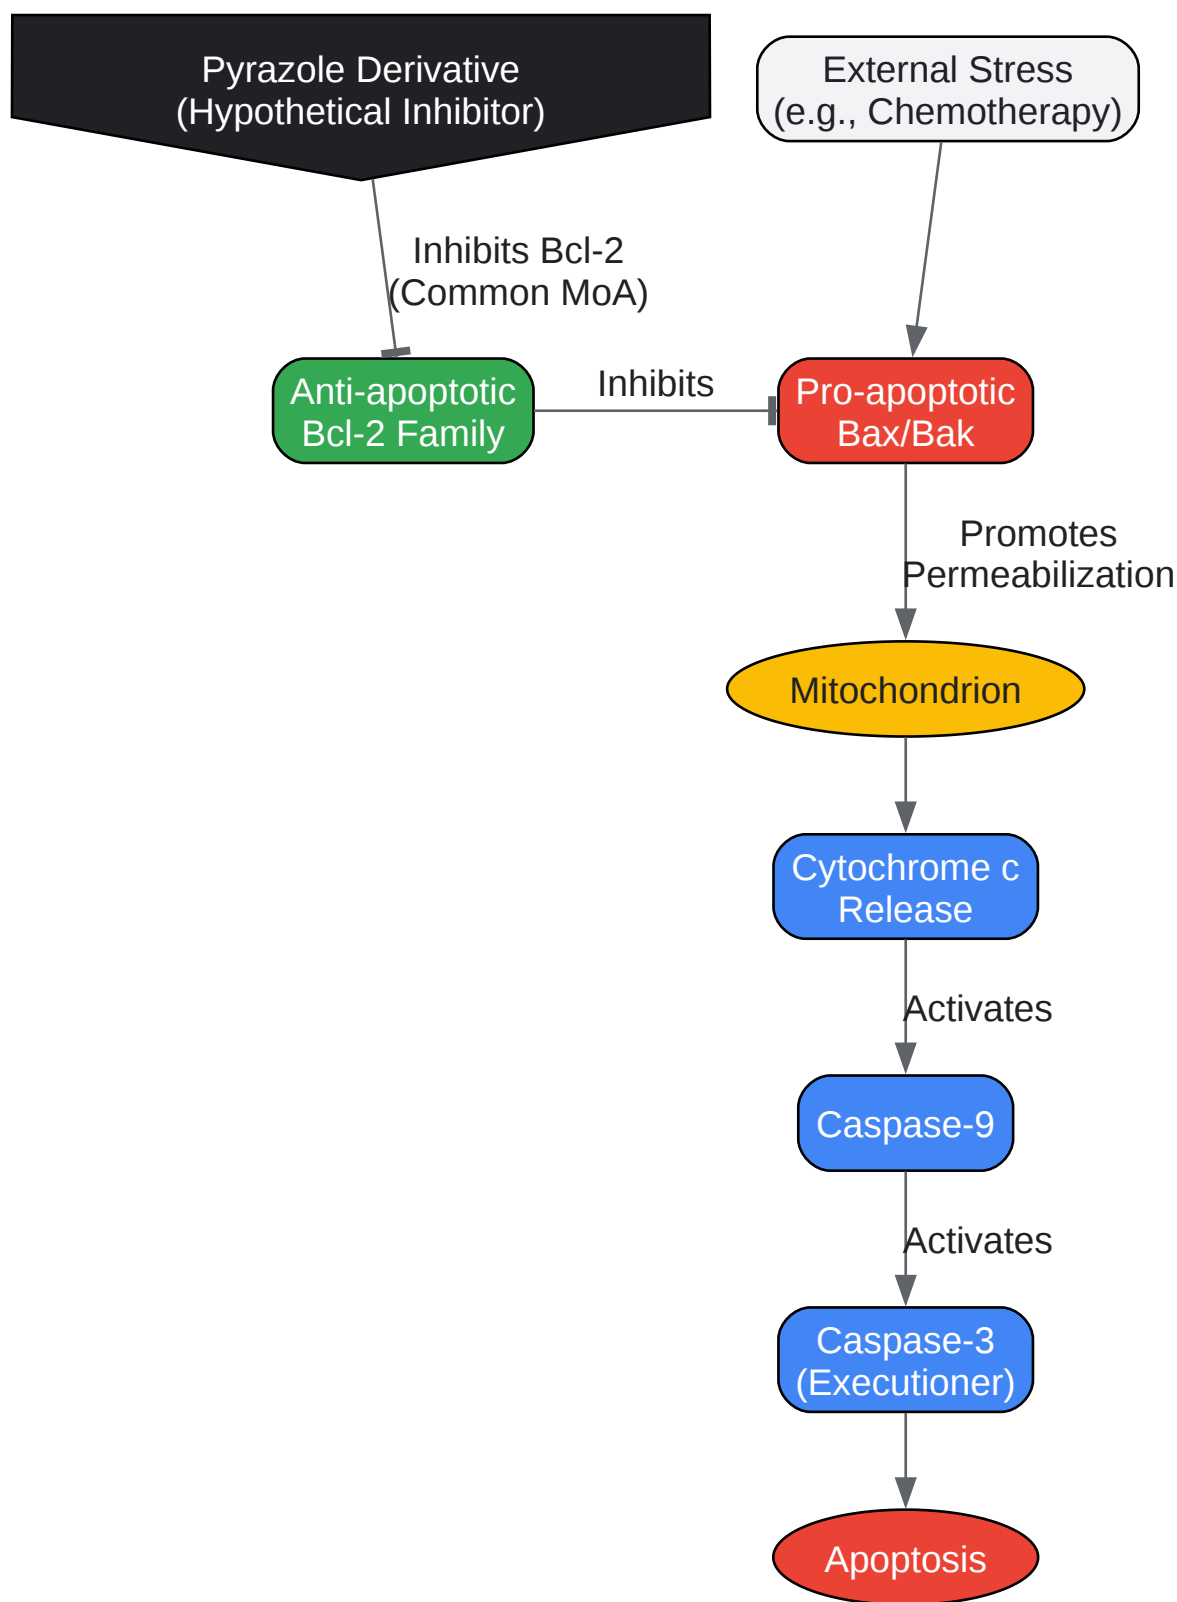 Pyrazole Derivative
(Hypothetical Inhibitor)
External Stress
(e.g., Chemotherapy)
Inhibits Bcl-2
(Common MoA)
Anti-apoptotic
Bcl-2 Family
Inhibits
Pro-apoptotic
Bax/Bak
Promotes
Permeabilization
Mitochondrion
Cytochrome c
Release
Activates
Caspase-9
Activates
Caspase-3
(Executioner)
Apoptosis